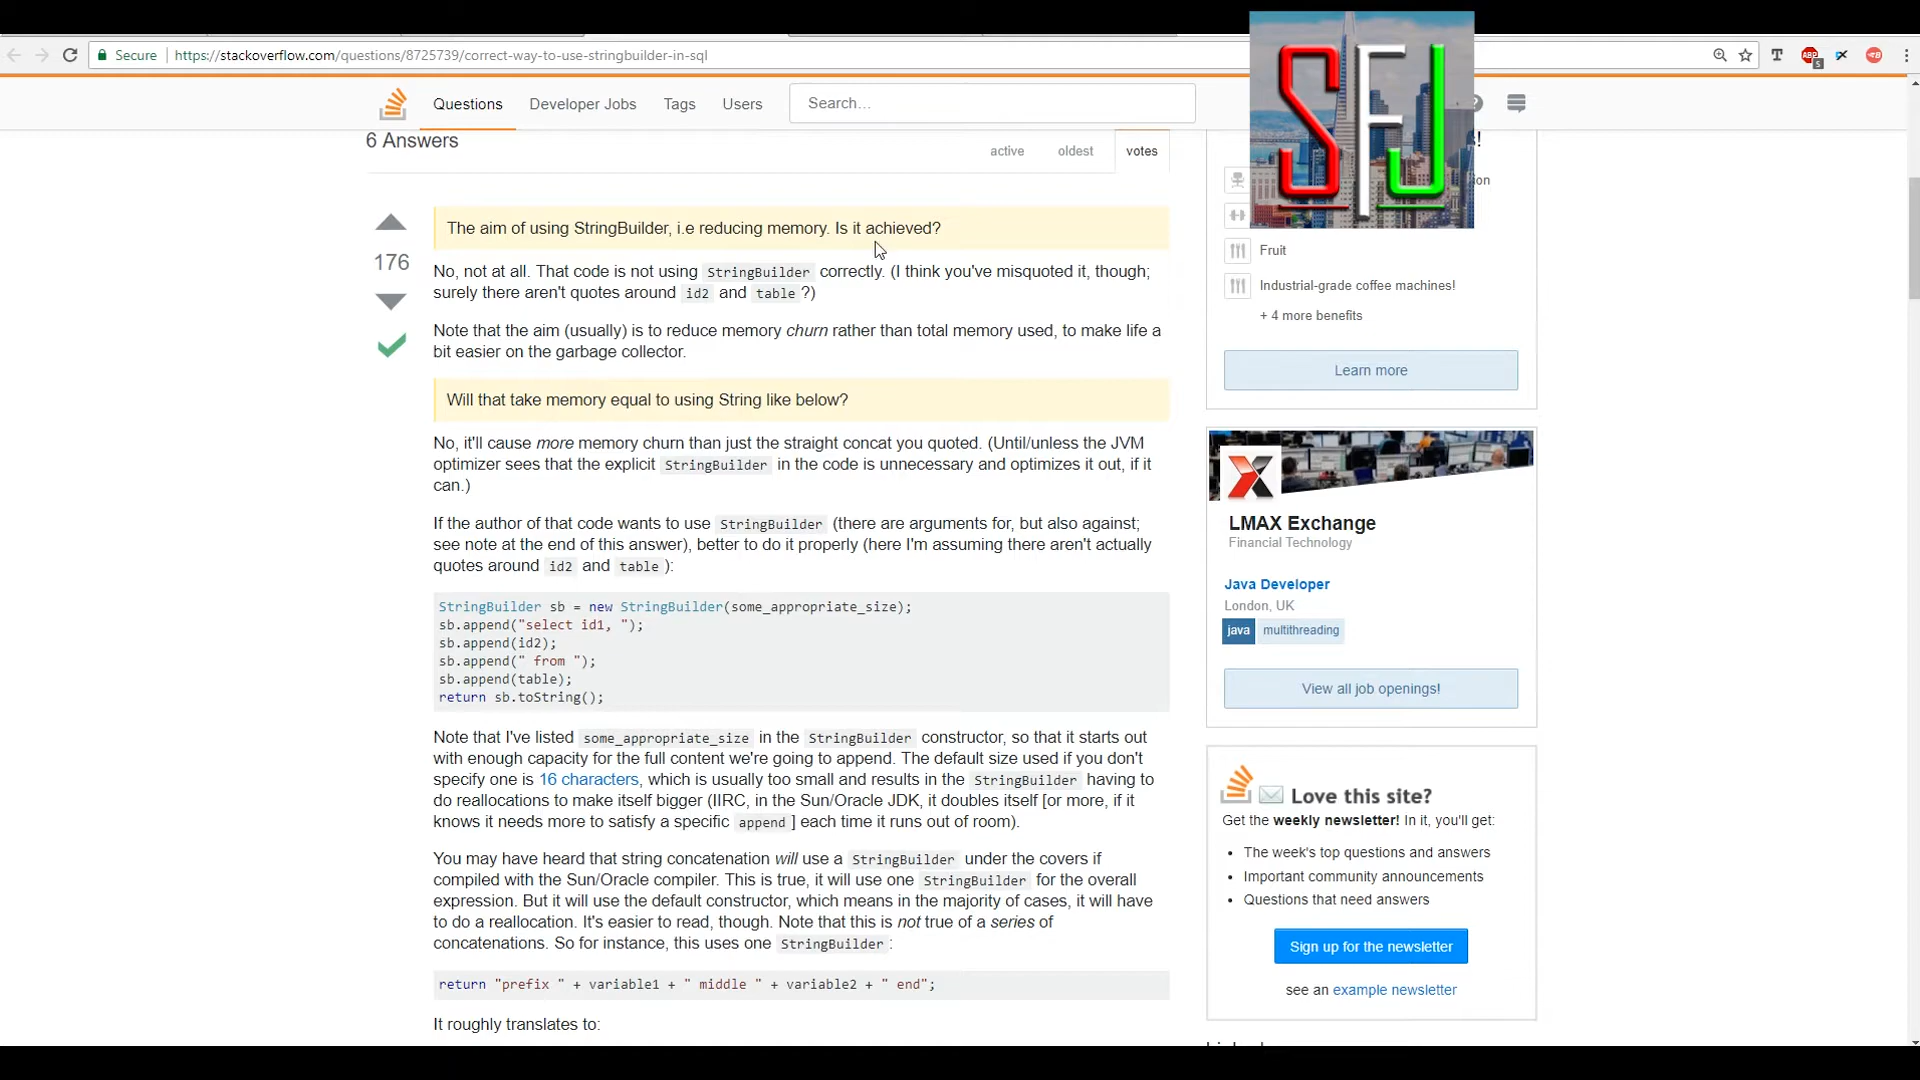 Secure
https://stackoverflow.com/questions/8725739/correct-way-to-use-stringbuilder-in-sql
T
ABP
5
Questions
Developer Jobs
Tags
Users
Search...
SFJ
?
6 Answers
active
oldest
votes
176
The aim of using StringBuilder, i.e reducing memory. Is it achieved?
No, not at all. That code is not using StringBuilder correctly. (I think you've misquoted it, though;
surely there aren't quotes around id2 and table ?)
Note that the aim (usually) is to reduce memory churn rather than total memory used, to make life a
bit easier on the garbage collector.
Will that take memory equal to using String like below?
No, it'll cause more memory churn than just the straight concat you quoted. (Until/unless the JVM
optimizer sees that the explicit StringBuilder in the code is unnecessary and optimizes it out, if it
can.)
If the author of that code wants to use StringBuilder (there are arguments for, but also against;
see note at the end of this answer), better to do it properly (here I'm assuming there aren't actually
quotes around id2 and table ):
StringBuilder sb = new StringBuilder(some_appropriate_size);
sb.append("select id1, ");
sb.append(id2);
sb.append(" from ");
sb.append(table);
return sb.toString();
Note that I've listed some_appropriate_size in the StringBuilder constructor, so that it starts out
with enough capacity for the full content we're going to append. The default size used if you don't
specify one is 16 characters, which is usually too small and results in the StringBuilder having to
do reallocations to make itself bigger (IIRC, in the Sun/Oracle JDK, it doubles itself [or more, if it
knows it needs more to satisfy a specific append ] each time it runs out of room).
You may have heard that string concatenation will use a StringBuilder under the covers if
compiled with the Sun/Oracle compiler. This is true, it will use one StringBuilder for the overall
expression. But it will use the default constructor, which means in the majority of cases, it will have
to do a reallocation. It's easier to read, though. Note that this is not true of a series of
concatenations. So for instance, this uses one StringBuilder :
return "prefix " + variable1 + " middle " + variable2 + " end";
It roughly translates to:
Fruit
Industrial-grade coffee machines!
+ 4 more benefits
Learn more
X
LMAX Exchange
Financial Technology
Java Developer
London, UK
java multithreading
View all job openings!
Love this site?
Get the weekly newsletter! In it, you'll get:
• The week's top questions and answers
• Important community announcements
• Questions that need answers
Sign up for the newsletter
see an example newsletter